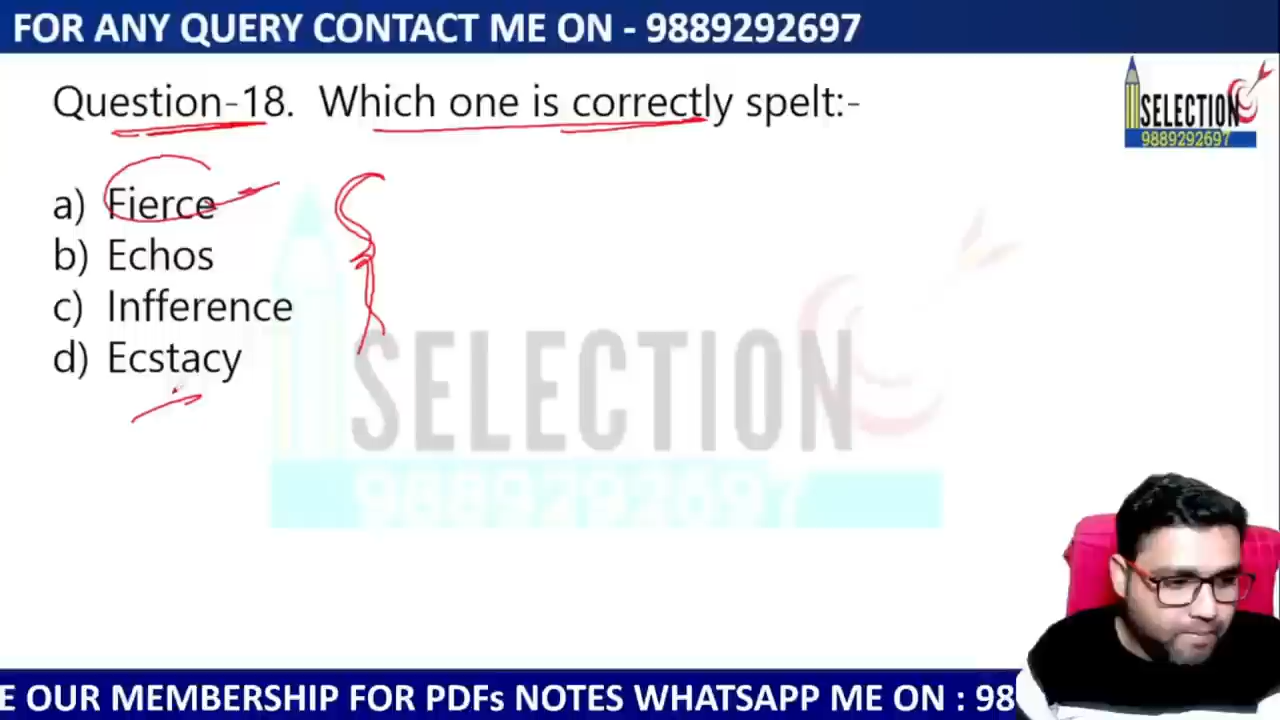 FOR ANY QUERY CONTACT ME ON - 9889292697
Question-18. Which one is correctly spelt:-
SELECTION
9889292697
a) Fierce
b) Echos
c) Infference
d) Ecstacy
SELECTION
9889292697
E OUR MEMBERSHIP FOR PDFs NOTES WHATSAPP ME ON : 98